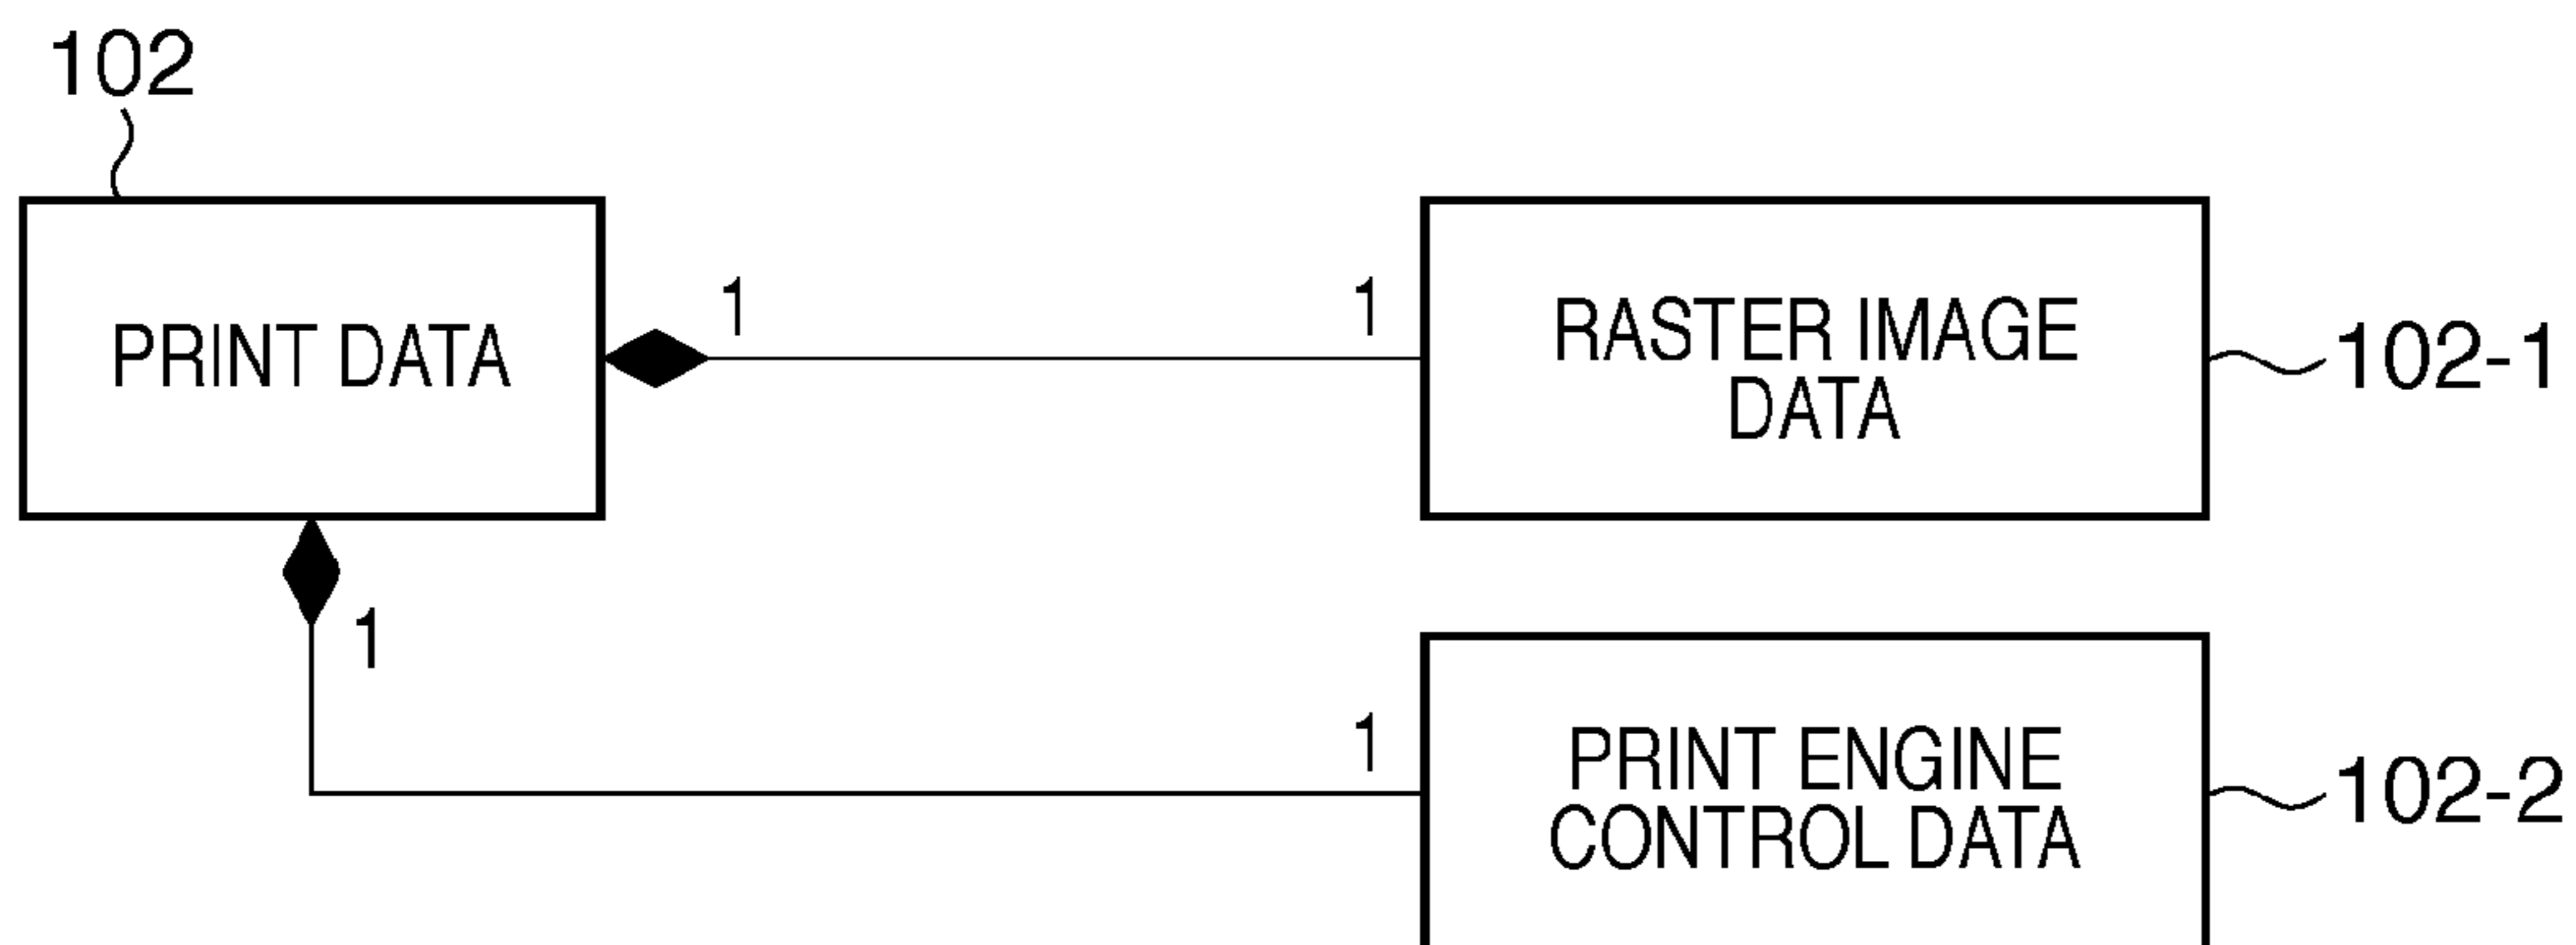 102
PRINT DATA
1
1
RASTER IMAGE
DATA
102-1
1
1
PRINT ENGINE
CONTROL DATA
102-2